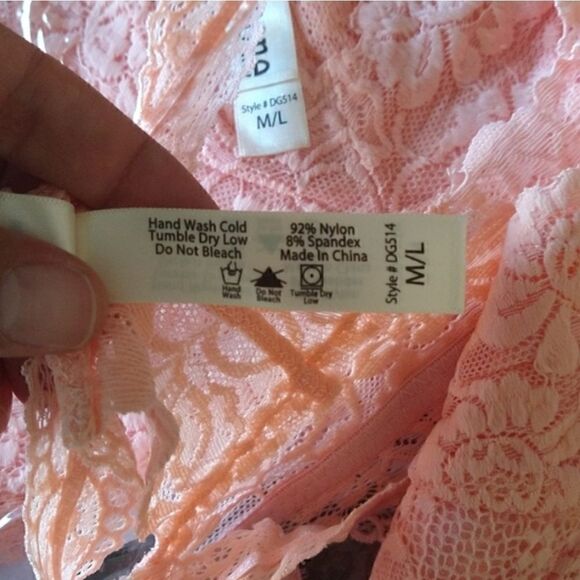 Style # DG514
M/L
Hand Wash Cold
Tumble Dry Low
Do Not Bleach
Hand
Wash
Do Not
Bleach
Tumble Dry
Low
92% Nylon
8% Spandex
Made In China
Style # DG514
M/L